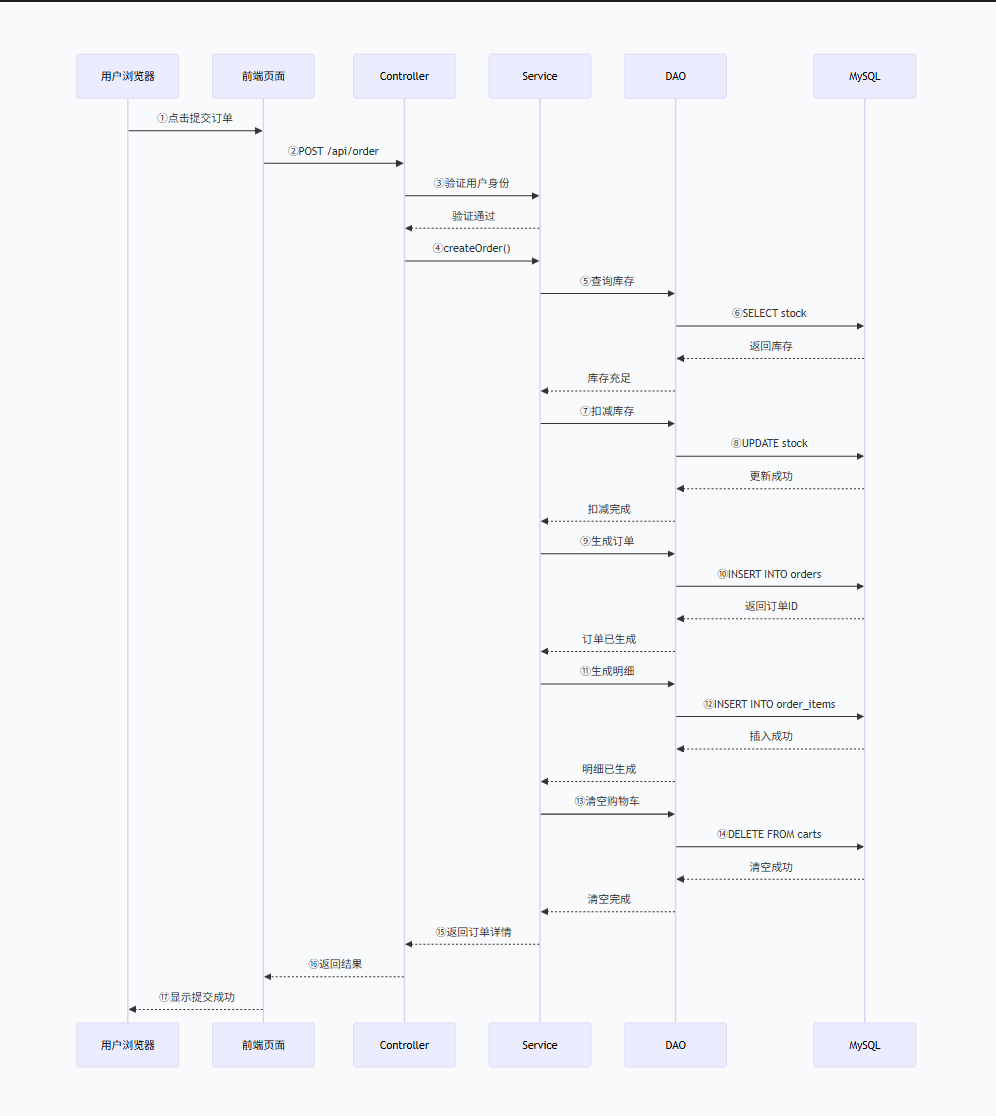 用户浏览器
前端页面
Controller
Service
DAO
MySQL
①点击提交订单
②POST /api/order
③验证用户身份
验证通过
④createOrder()
⑤查询库存
⑥SELECT stock
返回库存
库存充足
⑦扣减库存
⑧UPDATE stock
更新成功
扣减完成
⑨生成订单
⑩INSERT INTO orders
返回订单ID
订单已生成
⑪生成明细
⑫INSERT INTO order_items
插入成功
明细已生成
⑬清空购物车
⑭DELETE FROM carts
清空成功
清空完成
⑮返回订单详情
⑯返回结果
⑰显示提交成功
用户浏览器
前端页面
Controller
Service
DAO
MySQL